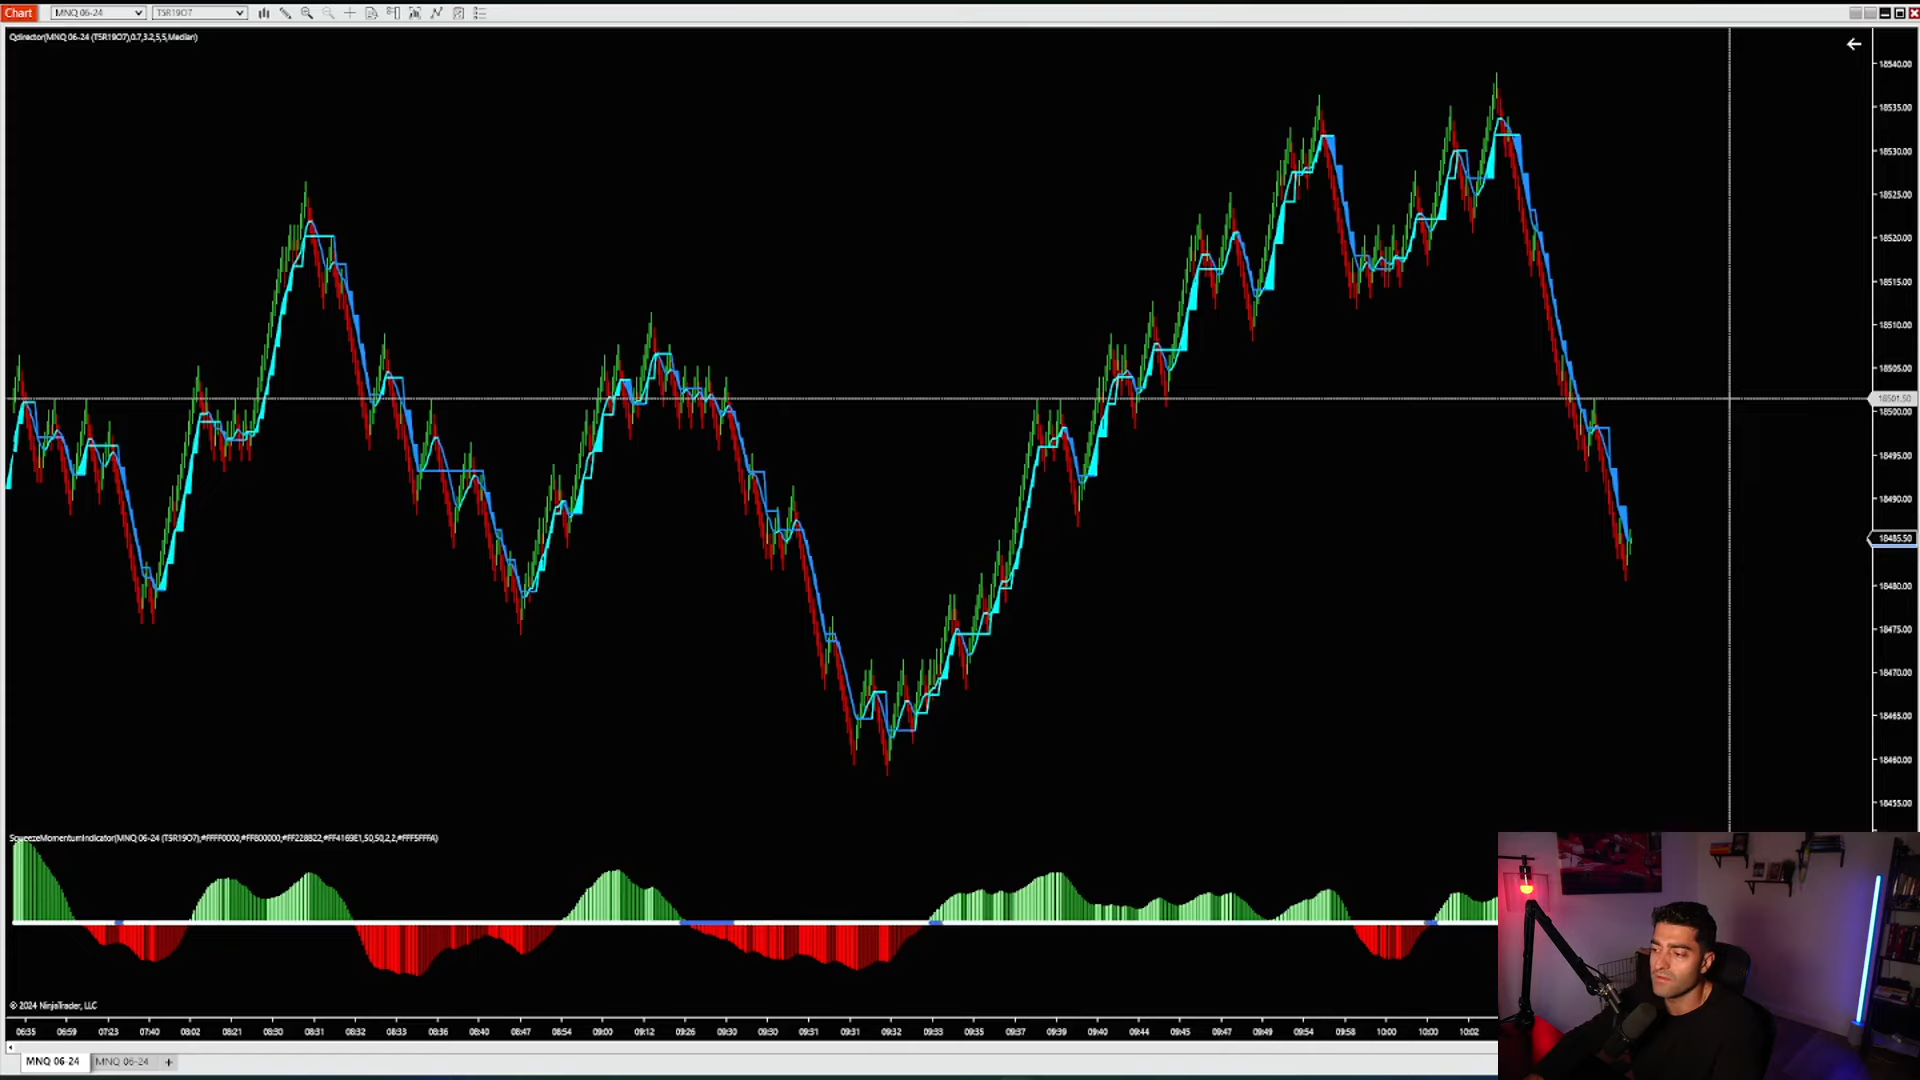 Chart
MNQ 06-24
T5R19O7
Qdirector(MNQ 06-24 (T5R19O7),0.7,3.2,5,5,Median)
18540.00
18535.00
18530.00
18525.00
18520.00
18515.00
18510.00
18505.00
18501.50
18500.00
18495.00
18490.00
18485.50
18480.00
18475.00
18470.00
18465.00
18460.00
18455.00
SqueezeMomentumIndicator(MNQ 06-24 (T5R19O7),#FFFF0000,#FF800000,#FF228B22,#FF4169E1,50,50,2,2,#FFF5FFFA)
© 2024 NinjaTrader, LLC
06:35 06:59 07:23 07:40 08:02 08:21 08:30 08:31 08:32 08:33 08:36 08:40 08:47 08:54 09:00 09:12 09:26 09:30 09:30 09:31 09:31 09:32 09:33 09:35 09:37 09:39 09:40 09:44 09:45 09:47 09:49 09:54 09:58 10:00 10:00 10:02
MNQ 06-24 MNQ 06-24 +